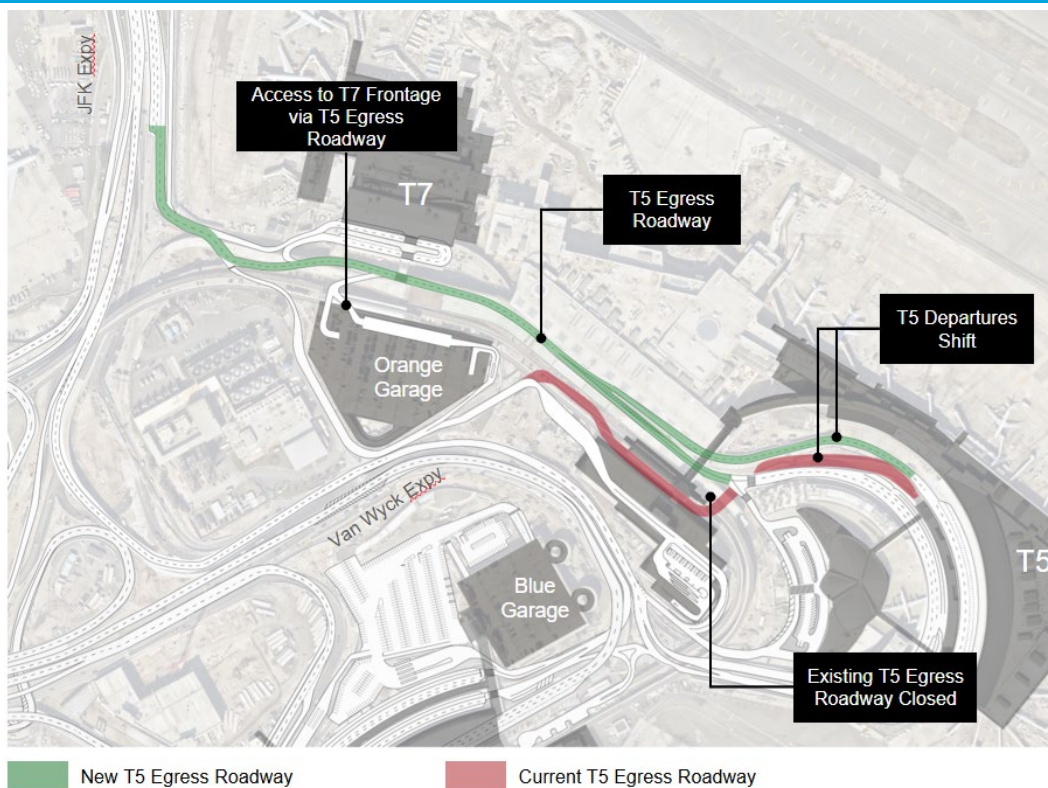 JFK Expy
Access to T7 Frontage
via T5 Egress
Roadway
T7
T5 Egress
Roadway
T5 Departures
Shift
Orange
Garage
Van Wyck Expy
Blue
Garage
T5
Existing T5 Egress
Roadway Closed
New T5 Egress Roadway
Current T5 Egress Roadway